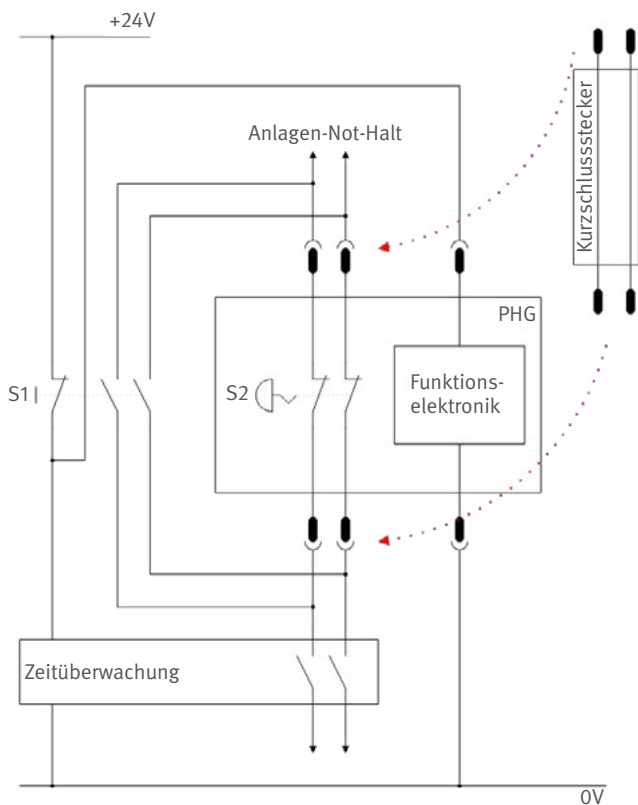 +24V
Anlagen-Not-Halt
Kurzschlussstecker
PHG
S1
S2
Funktions-
elektronik
Zeitüberwachung
0V